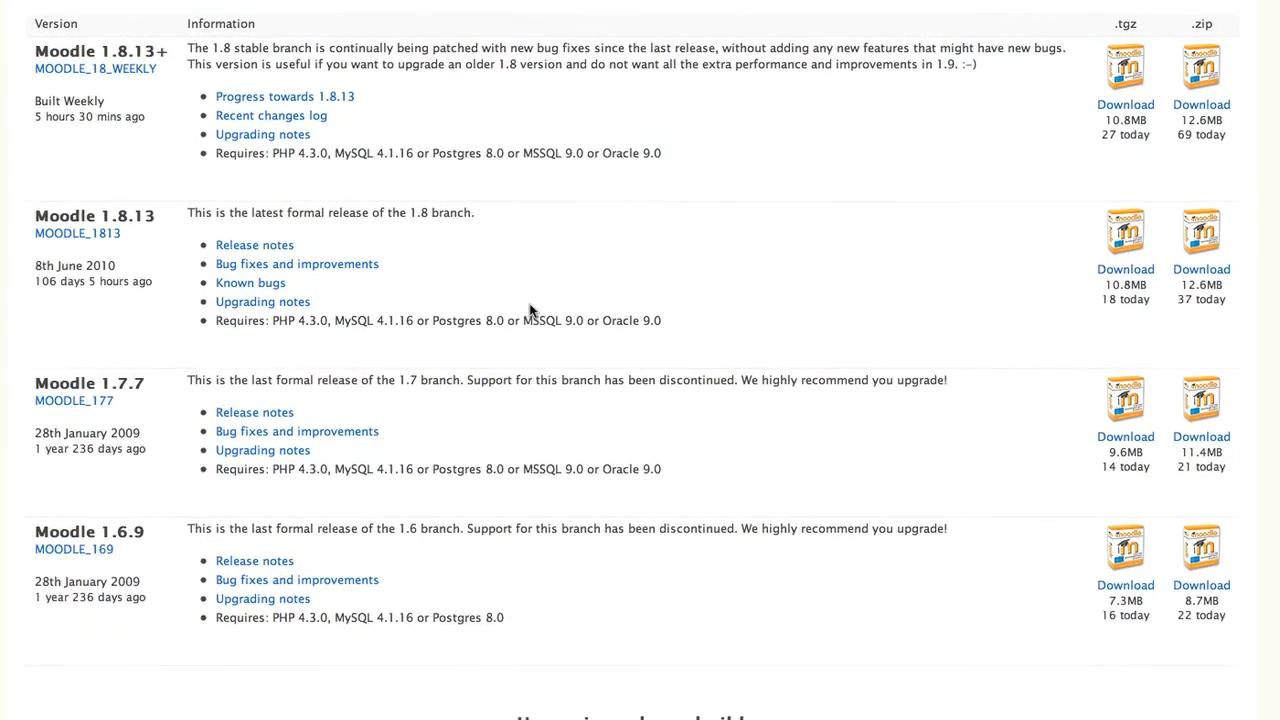 Version Information .tgz .zip
Moodle 1.8.13+
MOODLE_18_WEEKLY
Built Weekly
5 hours 30 mins ago
The 1.8 stable branch is continually being patched with new bug fixes since the last release, without adding any new features that might have new bugs.
This version is useful if you want to upgrade an older 1.8 version and do not want all the extra performance and improvements in 1.9. :-)
Progress towards 1.8.13
Recent changes log
Upgrading notes
Requires: PHP 4.3.0, MySQL 4.1.16 or Postgres 8.0 or MSSQL 9.0 or Oracle 9.0
moodle
Download
10.8MB
27 today
moodle
Download
12.6MB
69 today
Moodle 1.8.13
MOODLE_1813
8th June 2010
106 days 5 hours ago
This is the latest formal release of the 1.8 branch.
Release notes
Bug fixes and improvements
Known bugs
Upgrading notes
Requires: PHP 4.3.0, MySQL 4.1.16 or Postgres 8.0 or MSSQL 9.0 or Oracle 9.0
moodle
Download
10.8MB
18 today
moodle
Download
12.6MB
37 today
Moodle 1.7.7
MOODLE_177
28th January 2009
1 year 236 days ago
This is the last formal release of the 1.7 branch. Support for this branch has been discontinued. We highly recommend you upgrade!
Release notes
Bug fixes and improvements
Upgrading notes
Requires: PHP 4.3.0, MySQL 4.1.16 or Postgres 8.0 or MSSQL 9.0 or Oracle 9.0
moodle
Download
9.6MB
14 today
moodle
Download
11.4MB
21 today
Moodle 1.6.9
MOODLE_169
28th January 2009
1 year 236 days ago
This is the last formal release of the 1.6 branch. Support for this branch has been discontinued. We highly recommend you upgrade!
Release notes
Bug fixes and improvements
Upgrading notes
Requires: PHP 4.3.0, MySQL 4.1.16 or Postgres 8.0
moodle
Download
7.3MB
16 today
moodle
Download
8.7MB
22 today